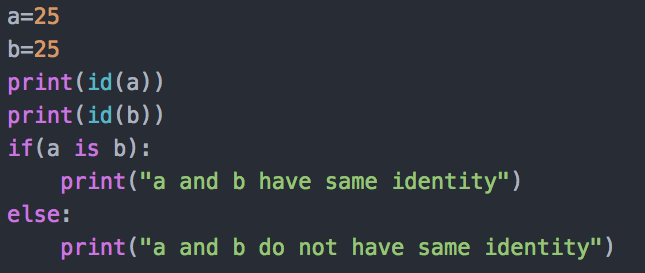 a=25
b=25
print(id(a))
print(id(b))
if(a is b):
    print("a and b have same identity")
else:
    print("a and b do not have same identity")